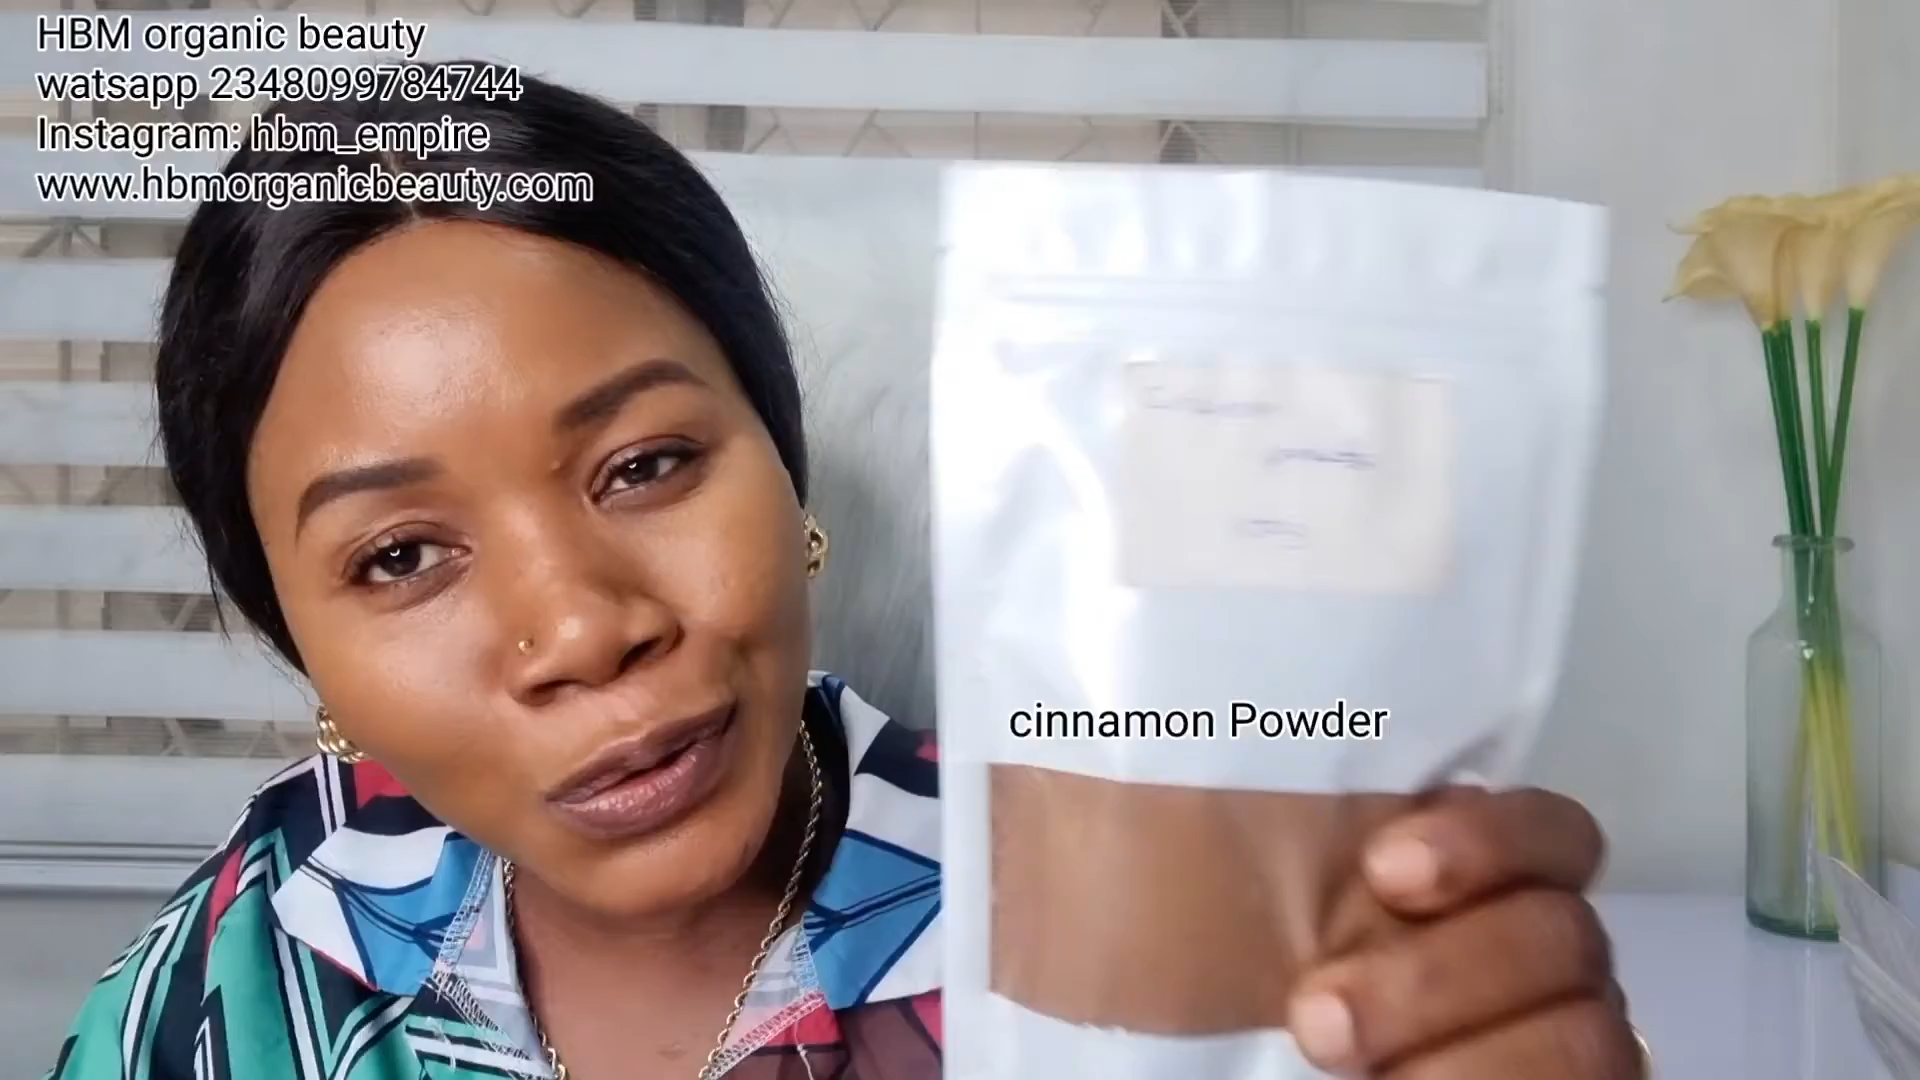 HBM organic beauty
watsapp 2348099784744
Instagram: hbm_empire
www.hbmorganicbeauty.com
cinnamon Powder